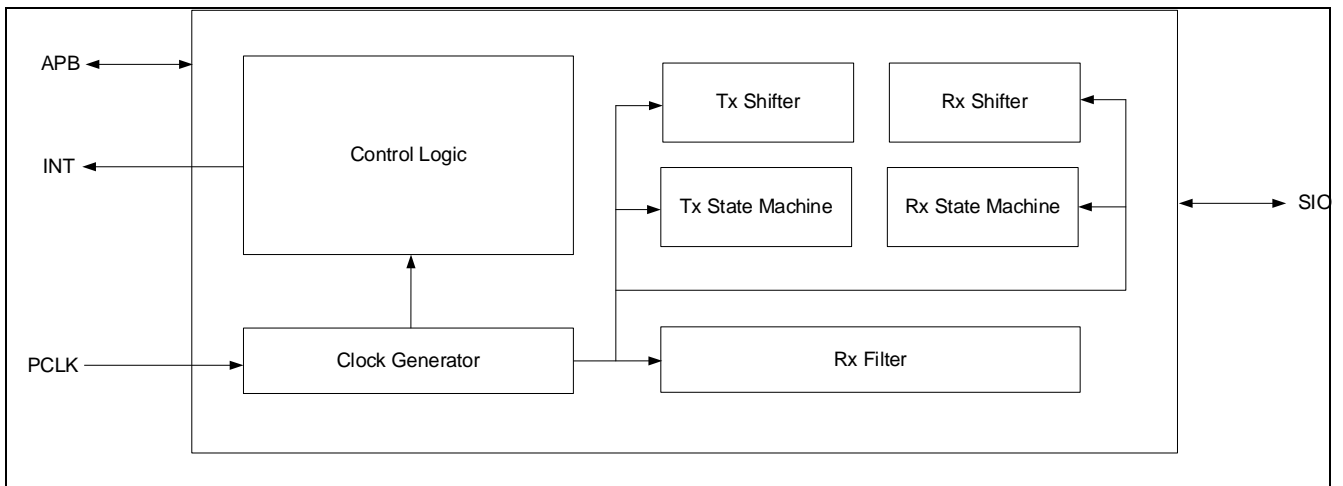 APB
Tx Shifter
Rx Shifter
Control Logic
INT
Tx State Machine
Rx State Machine
SIO
Clock Generator
Rx Filter
PCLK